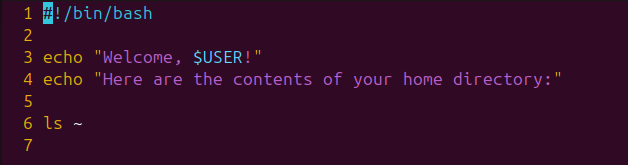 1 #!/bin/bash
2
3 echo "Welcome, $USER!"
4 echo "Here are the contents of your home directory:"
5
6 ls ~
7